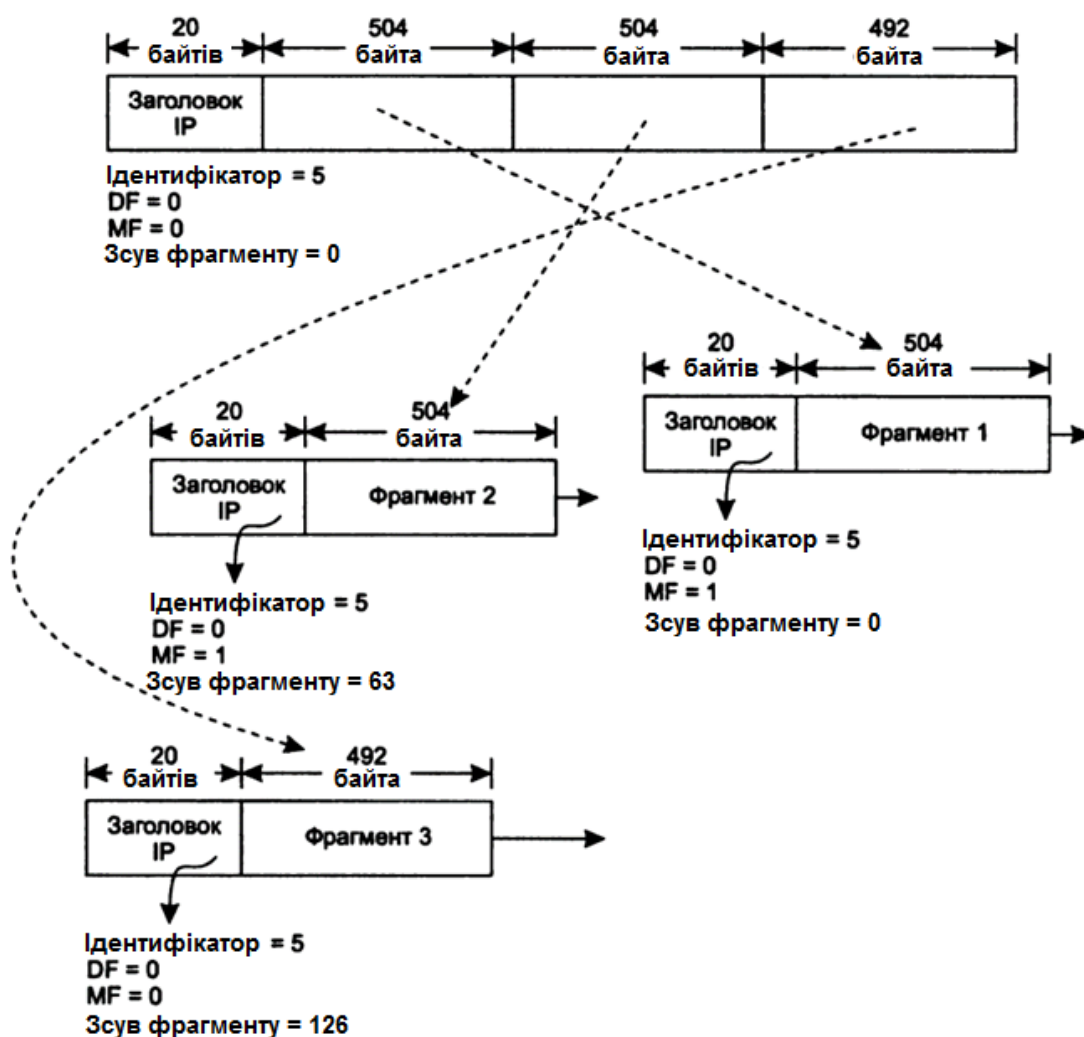 20
байтів
504
байта
504
байта
492
байта
Заголовок
IP
Ідентифікатор = 5
DF = 0
MF = 0
Зсув фрагменту = 0
20
байтів
504
байта
Заголовок
IP
Фрагмент 1
Ідентифікатор = 5
DF = 0
MF = 1
Зсув фрагменту = 0
20
байтів
504
байта
Заголовок
IP
Фрагмент 2
Ідентифікатор = 5
DF = 0
MF = 1
Зсув фрагменту = 63
20
байтів
492
байта
Заголовок
IP
Фрагмент 3
Ідентифікатор = 5
DF = 0
MF = 0
Зсув фрагменту = 126